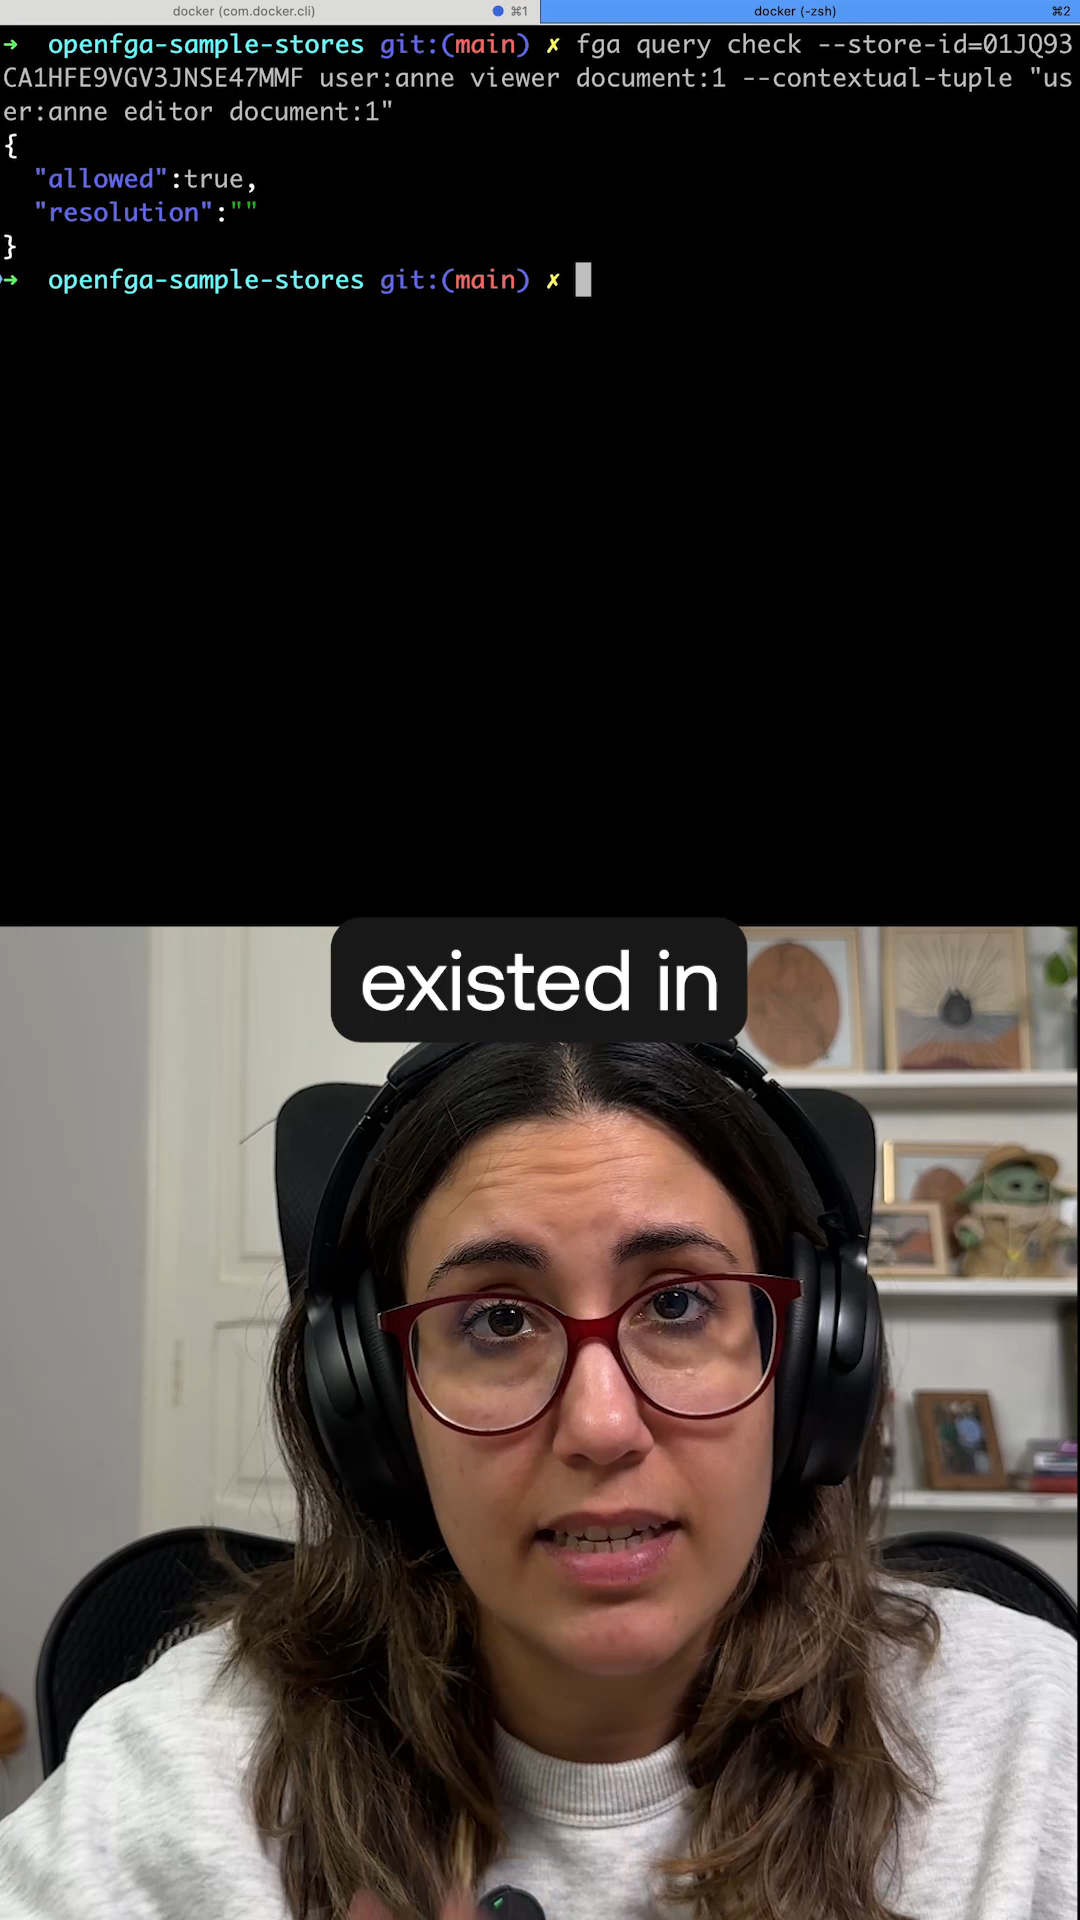 docker (com.docker.cli) ⌘1 docker (-zsh) ⌘2
➜ openfga-sample-stores git:(main) ✗ fga query check --store-id=01JQ93
CA1HFE9VGV3JNSE47MMF user:anne viewer document:1 --contextual-tuple "us
er:anne editor document:1"
{
"allowed":true,
"resolution":""
}
➜ openfga-sample-stores git:(main) ✗
existed in